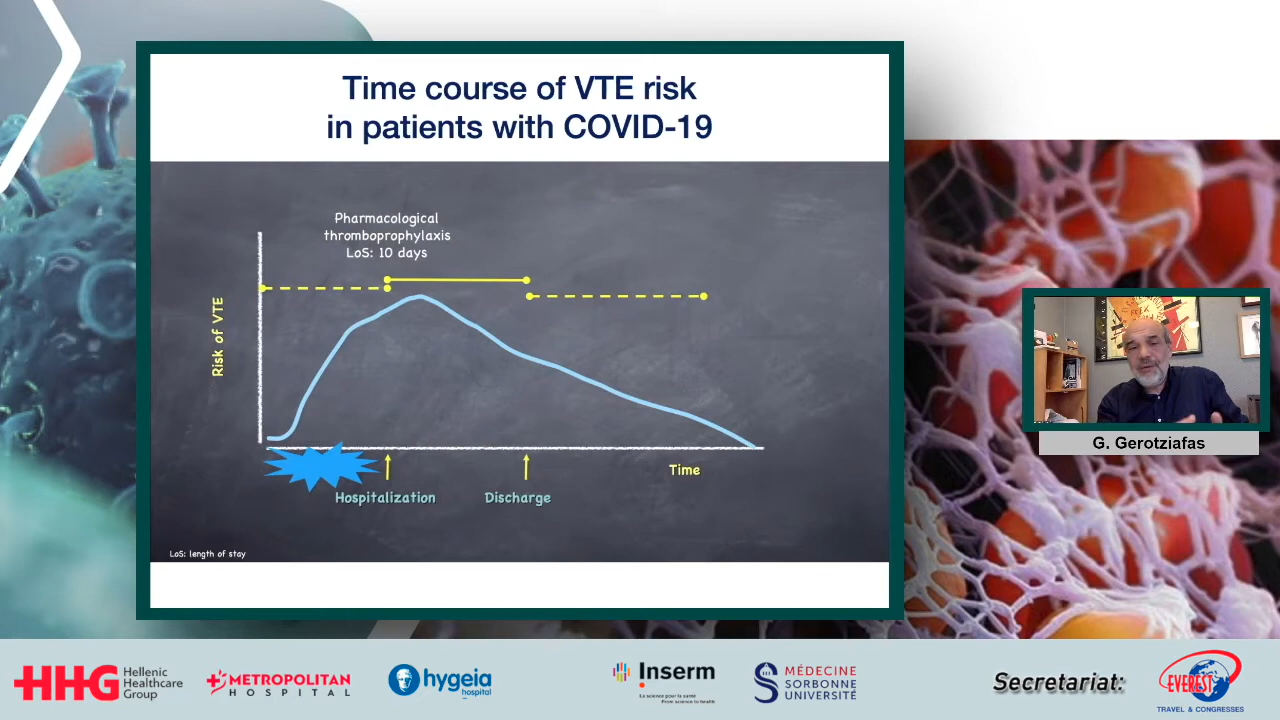 Time course of VTE risk
in patients with COVID-19
Pharmacological
thromboprophylaxis
LoS: 10 days
Risk of VTE
Time
Hospitalization
Discharge
LoS: length of stay
G. Gerotziafas
HHG Hellenic
Healthcare
Group
METROPOLITAN
HOSPITAL
hygeia
hospital
Inserm
La science pour la santé
From science to health
MÉDECINE
SORBONNE
UNIVERSITÉ
Secretariat:
EVEREST
TRAVEL & CONGRESSES